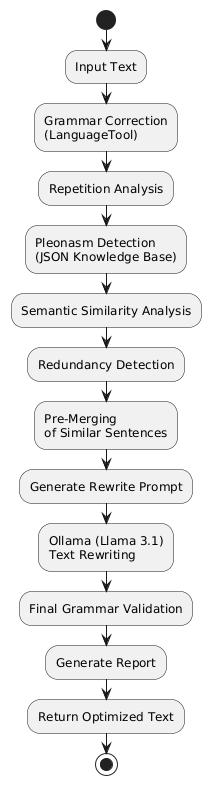 Input Text
Grammar Correction
(LanguageTool)
Repetition Analysis
Pleonasm Detection
(JSON Knowledge Base)
Semantic Similarity Analysis
Redundancy Detection
Pre-Merging
of Similar Sentences
Generate Rewrite Prompt
Ollama (Llama 3.1)
Text Rewriting
Final Grammar Validation
Generate Report
Return Optimized Text